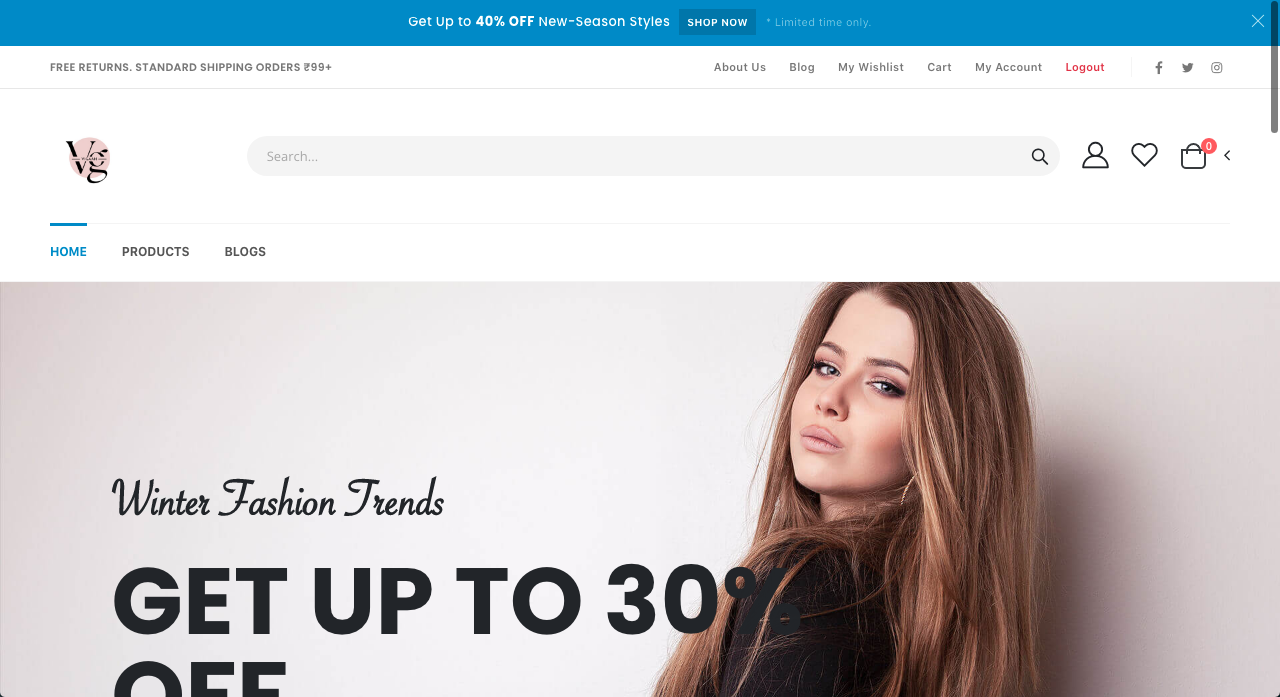 Get Up to 40% OFF New-Season Styles SHOP NOW * Limited time only.
FREE RETURNS. STANDARD SHIPPING ORDERS ₹99+
About Us Blog My Wishlist Cart My Account Logout
Search...
0
HOME PRODUCTS BLOGS
Winter Fashion Trends
GET UP TO 30%
OFF